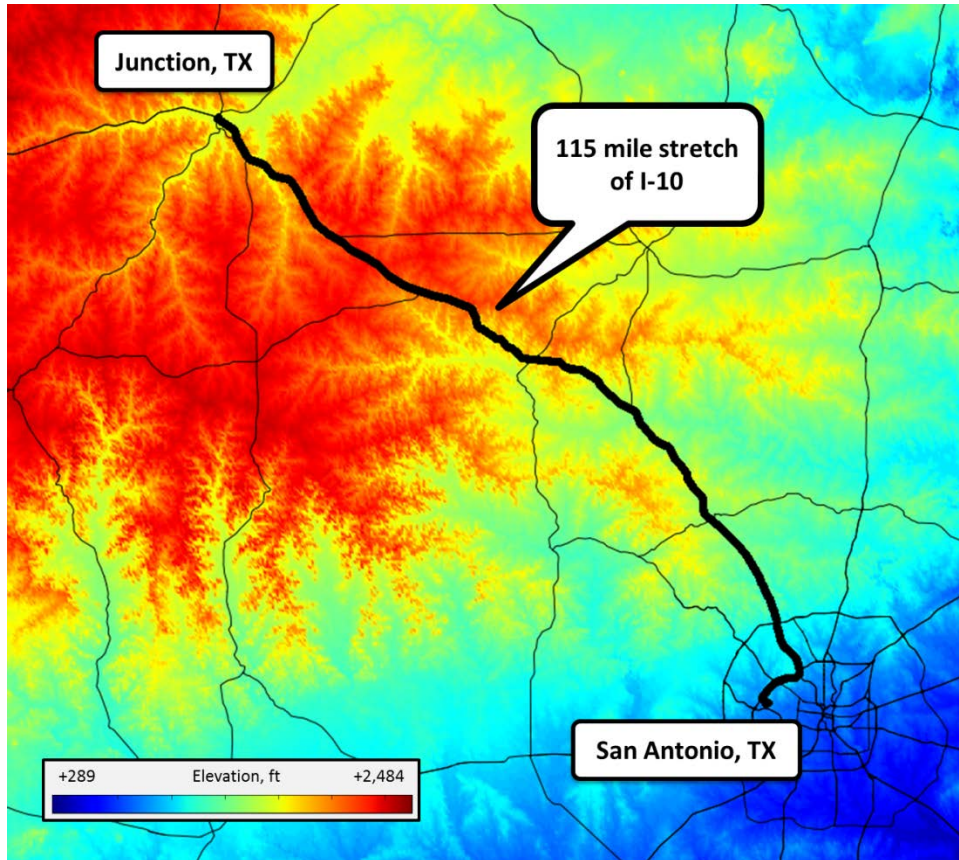 Junction, TX
115 mile stretch
of I-10
San Antonio, TX
+289 Elevation, ft +2,484